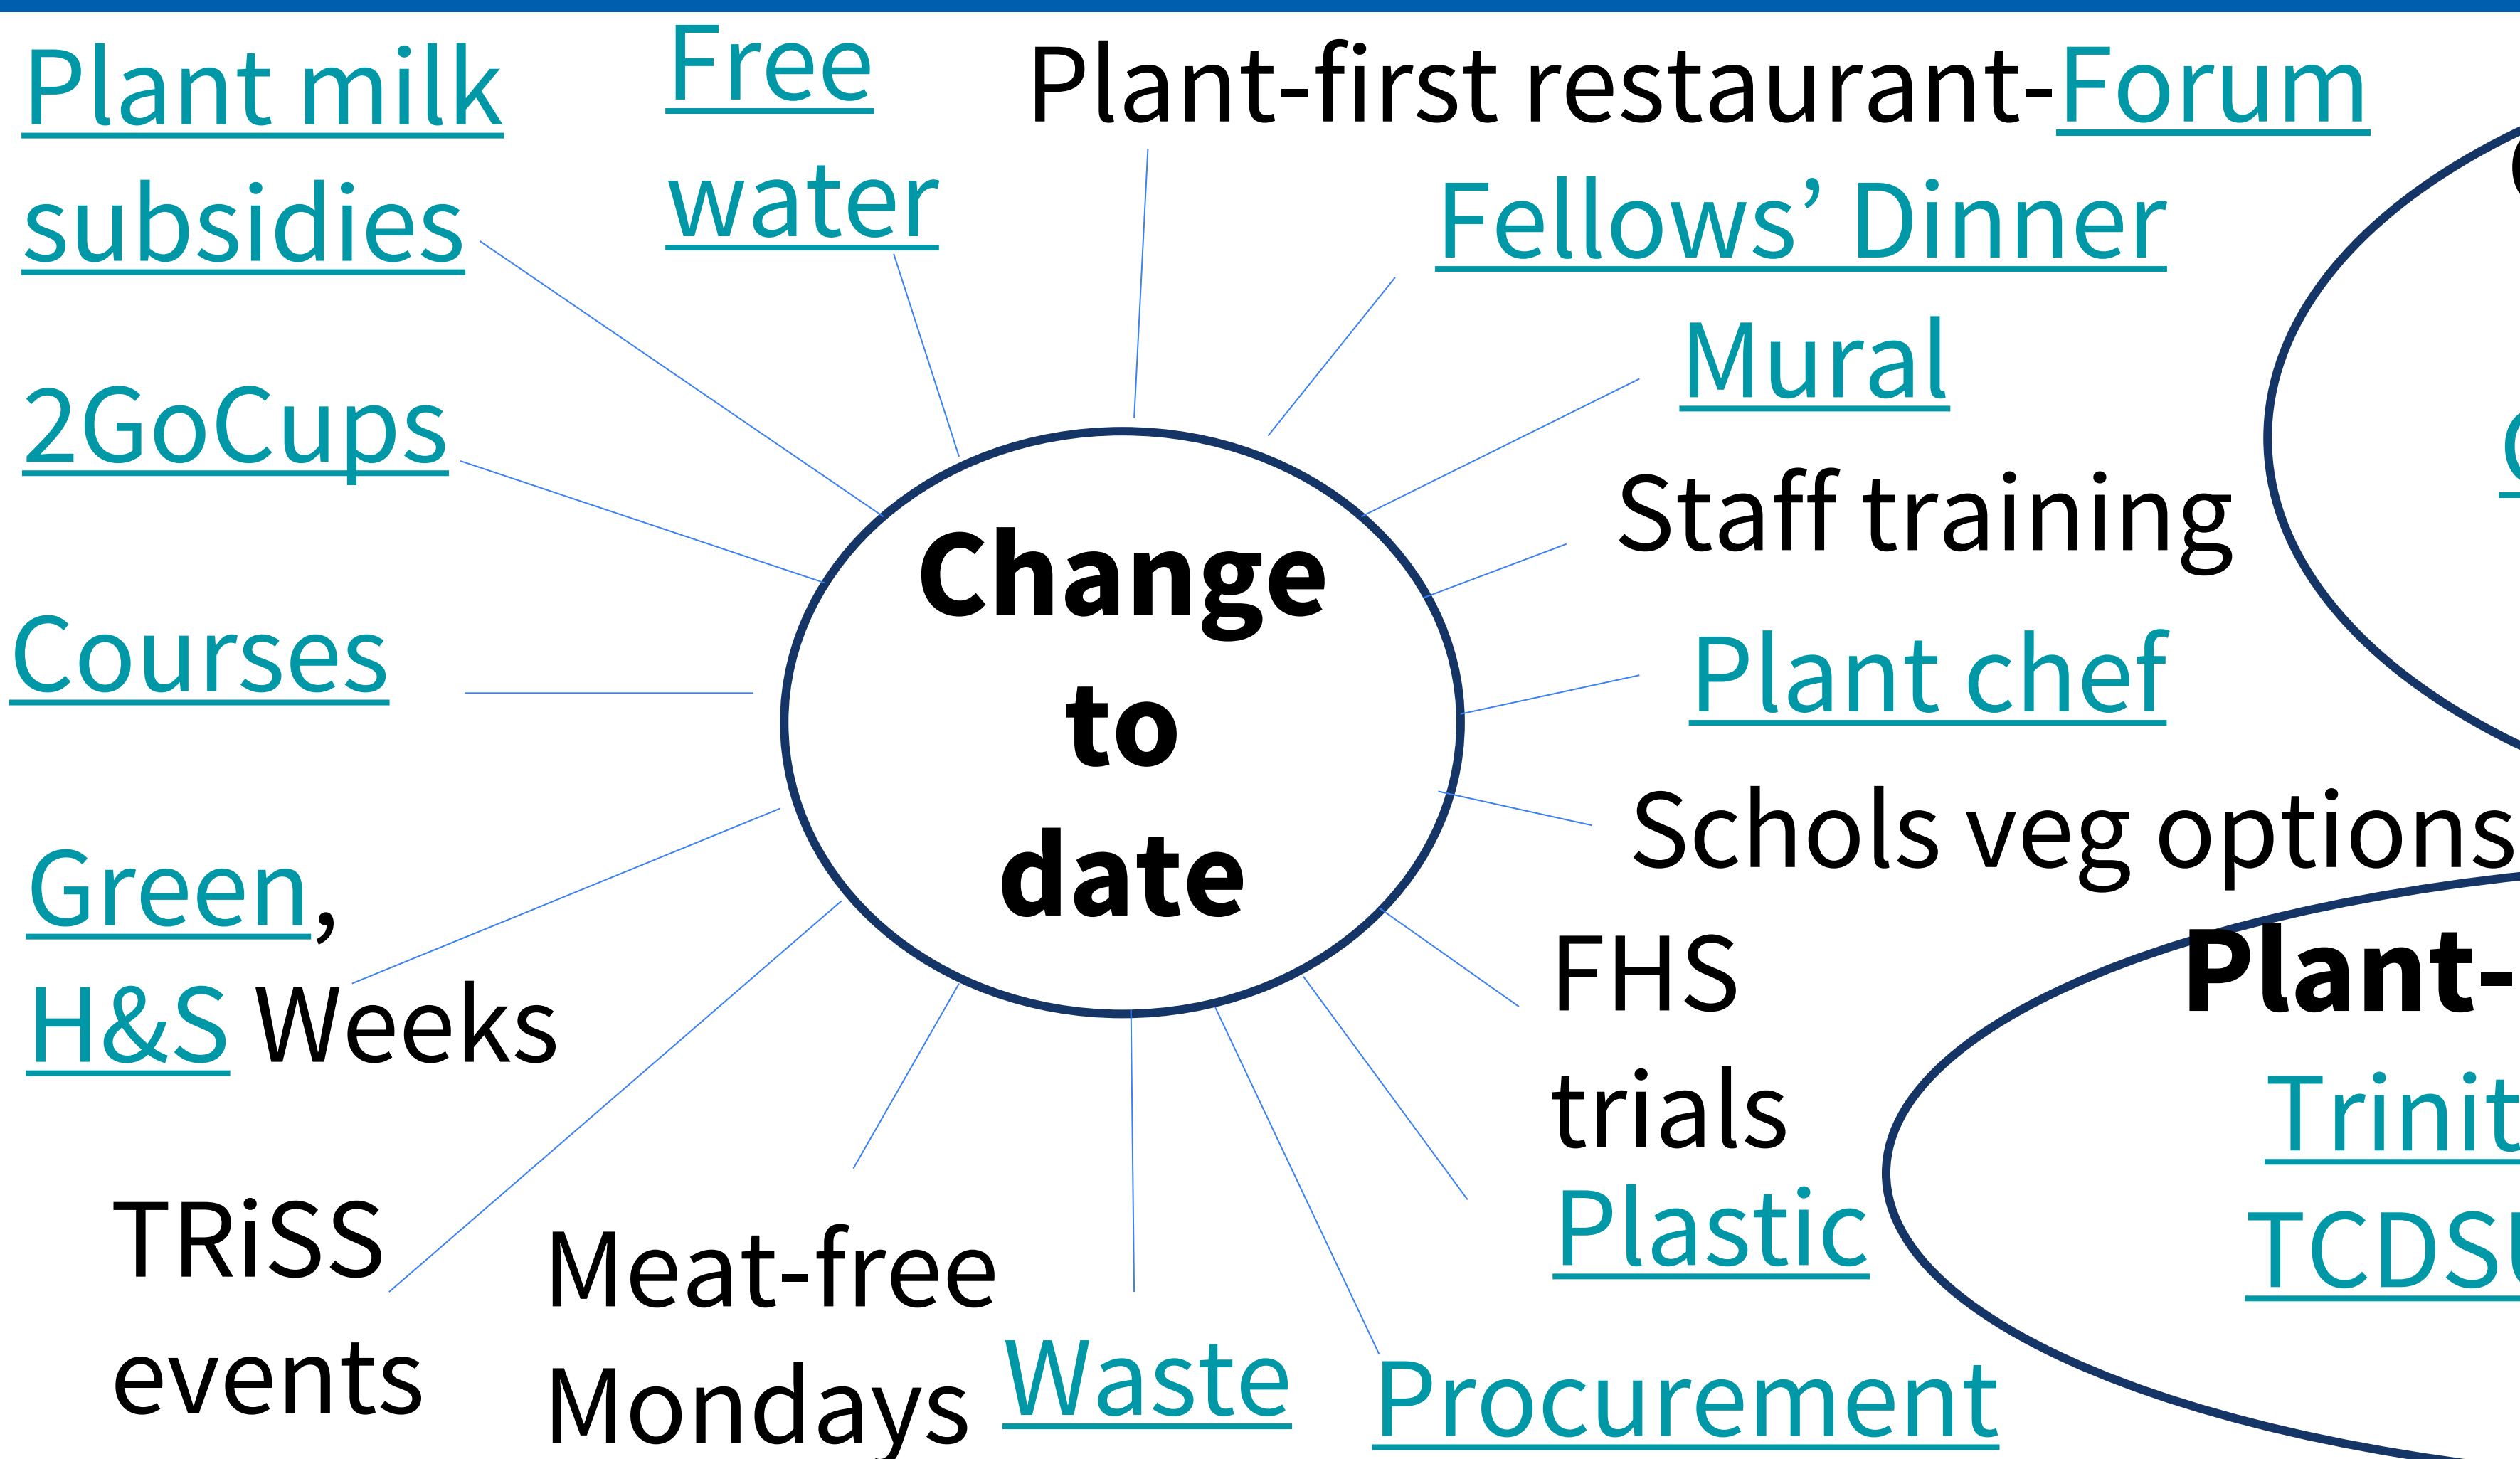 Plant milk
subsidies
Free
water
Plant-first restaurant-Forum
Fellows’ Dinner
Mural
2GoCups
Staff training
Change
to
date
Courses
Plant chef
Schols veg options
Green,
H&S Weeks
FHS
trials
Plant-
TRiSS
events
Meat-free
Mondays
Waste
Plastic
Procurement